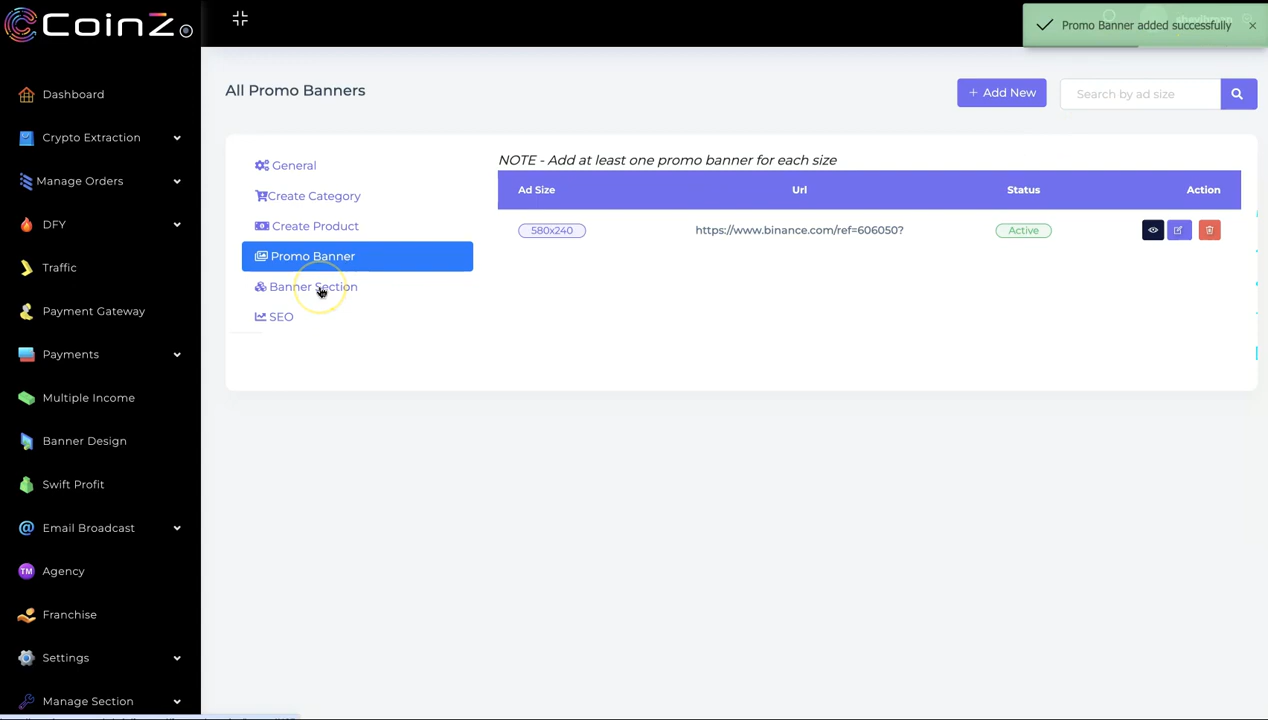 CoinZ
Promo Banner added successfully ×
All Promo Banners
+ Add New
Search by ad size
Dashboard
Crypto Extraction
Manage Orders
DFY
Traffic
Payment Gateway
Payments
Multiple Income
Banner Design
Swift Profit
Email Broadcast
TM Agency
Franchise
Settings
Manage Section
General
Create Category
Create Product
Promo Banner
Banner Section
SEO
NOTE - Add at least one promo banner for each size
Ad Size Url Status Action
580x240 https://www.binance.com/ref=606050? Active